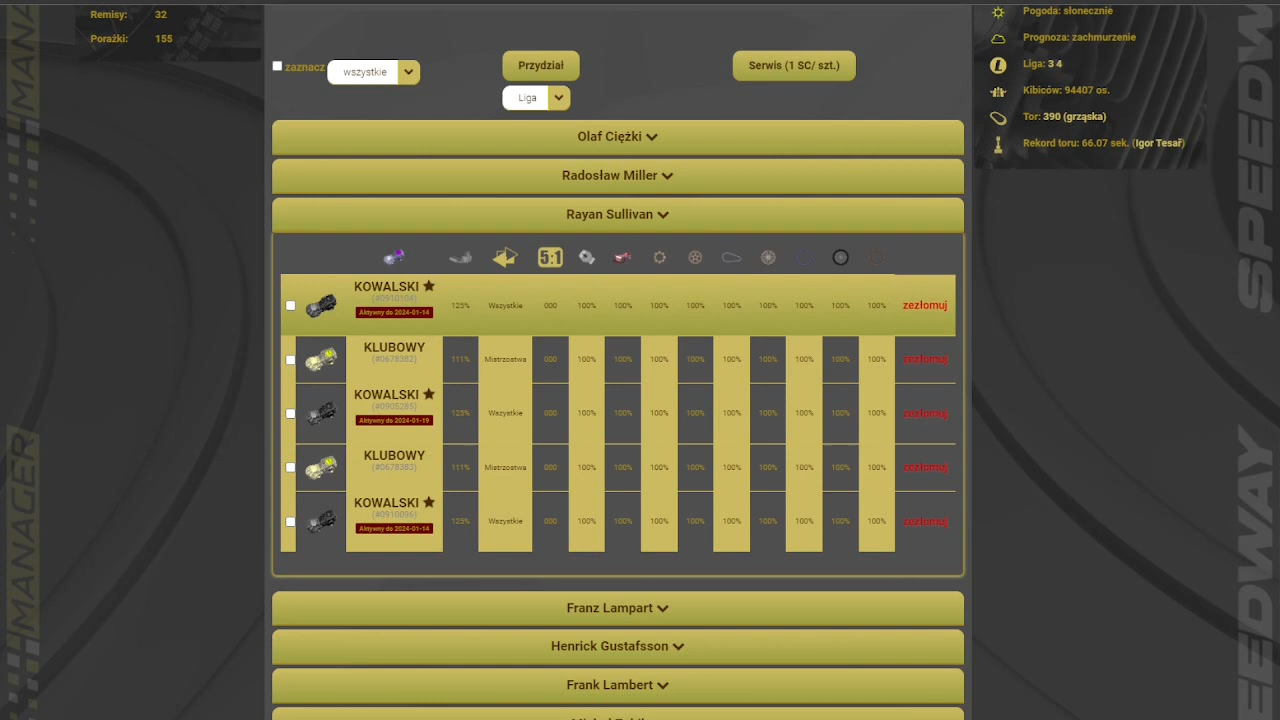 Remisy: 32
Porażki: 155
zaznacz wszystkie
Przydział
Liga
Serwis (1 SC/ szt.)
Pogoda: słonecznie
Prognoza: zachmurzenie
Liga: 3 4
Kibiców: 94407 os.
Tor: 390 (grząska)
Rekord toru: 66.07 sek. (Igor Tesař)
Olaf Ciężki
Radosław Miller
Rayan Sullivan
5:1
KOWALSKI
(#0910104)
Aktywny do 2024-01-14
125% Wszystkie 000 100% 100% 100% 100% 100% 100% 100% 100% 100% zezłomuj
KLUBOWY
(#0678382)
111% Mistrzostwa 000 100% 100% 100% 100% 100% 100% 100% 100% 100% zezłomuj
KOWALSKI
(#0905285)
Aktywny do 2024-01-19
125% Wszystkie 000 100% 100% 100% 100% 100% 100% 100% 100% 100% zezłomuj
KLUBOWY
(#0678383)
111% Mistrzostwa 000 100% 100% 100% 100% 100% 100% 100% 100% 100% zezłomuj
KOWALSKI
(#0910096)
Aktywny do 2024-01-14
125% Wszystkie 000 100% 100% 100% 100% 100% 100% 100% 100% 100% zezłomuj
Franz Lampart
Henrick Gustafsson
Frank Lambert
MANAGER
SPEEDWAY